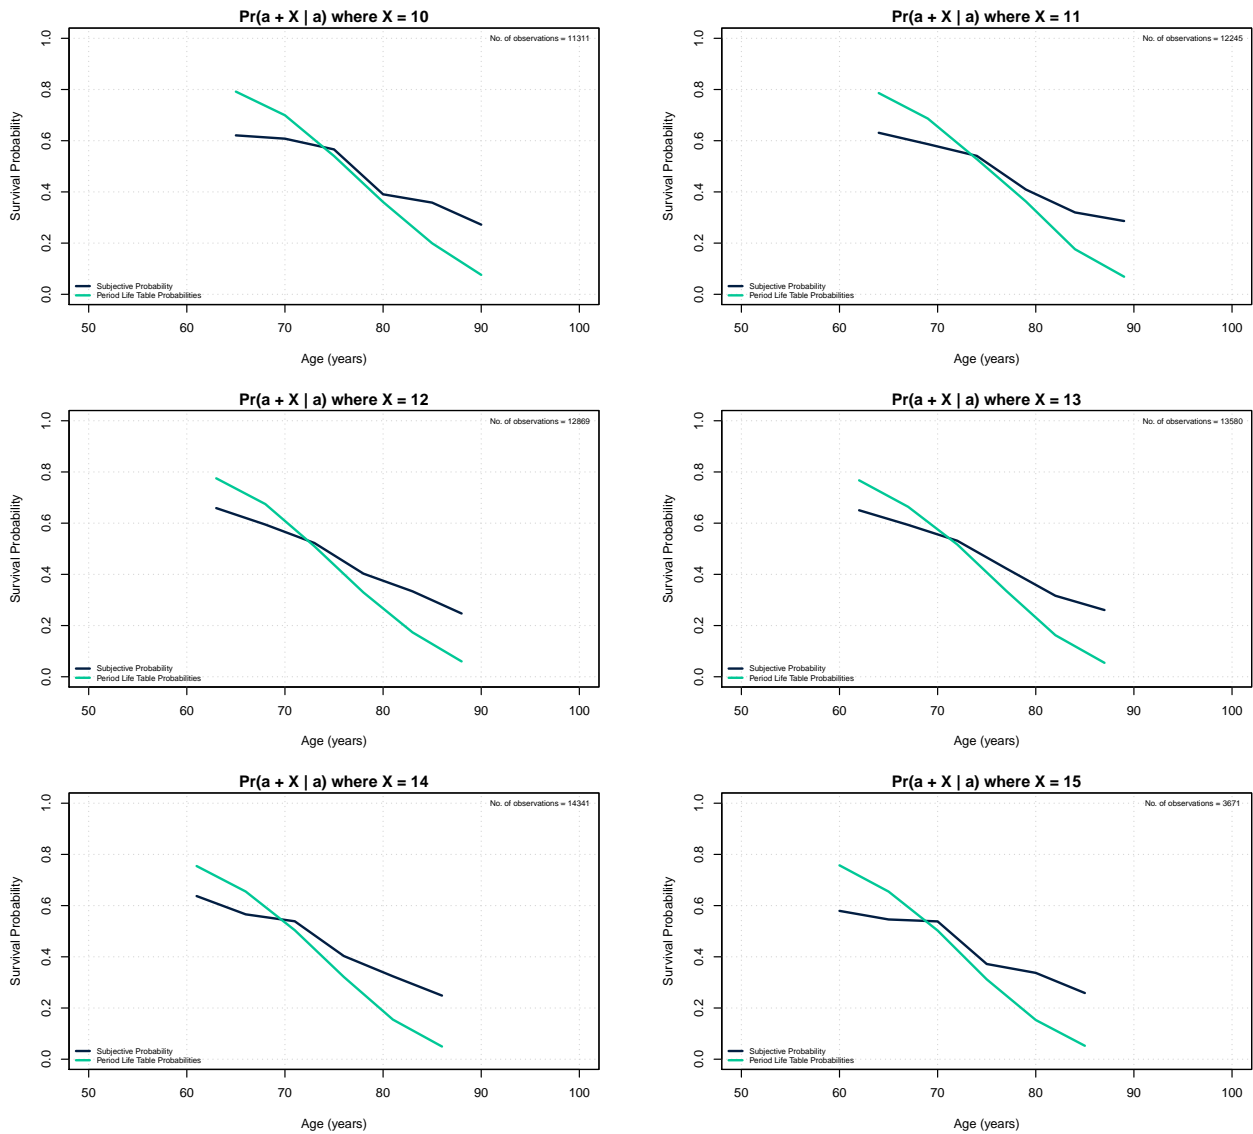 Pr(a + X | a) where X = 10
No. of observations = 11311
Survival Probability
1.0
0.8
0.6
0.4
0.2
0.0
Subjective Probability
Period Life Table Probabilities
50 60 70 80 90 100
Age (years)
Pr(a + X | a) where X = 11
No. of observations = 12245
Survival Probability
1.0
0.8
0.6
0.4
0.2
0.0
Subjective Probability
Period Life Table Probabilities
50 60 70 80 90 100
Age (years)
Pr(a + X | a) where X = 12
No. of observations = 12869
Survival Probability
1.0
0.8
0.6
0.4
0.2
0.0
Subjective Probability
Period Life Table Probabilities
50 60 70 80 90 100
Age (years)
Pr(a + X | a) where X = 13
No. of observations = 13580
Survival Probability
1.0
0.8
0.6
0.4
0.2
0.0
Subjective Probability
Period Life Table Probabilities
50 60 70 80 90 100
Age (years)
Pr(a + X | a) where X = 14
No. of observations = 14341
Survival Probability
1.0
0.8
0.6
0.4
0.2
0.0
Subjective Probability
Period Life Table Probabilities
50 60 70 80 90 100
Age (years)
Pr(a + X | a) where X = 15
No. of observations = 3671
Survival Probability
1.0
0.8
0.6
0.4
0.2
0.0
Subjective Probability
Period Life Table Probabilities
50 60 70 80 90 100
Age (years)